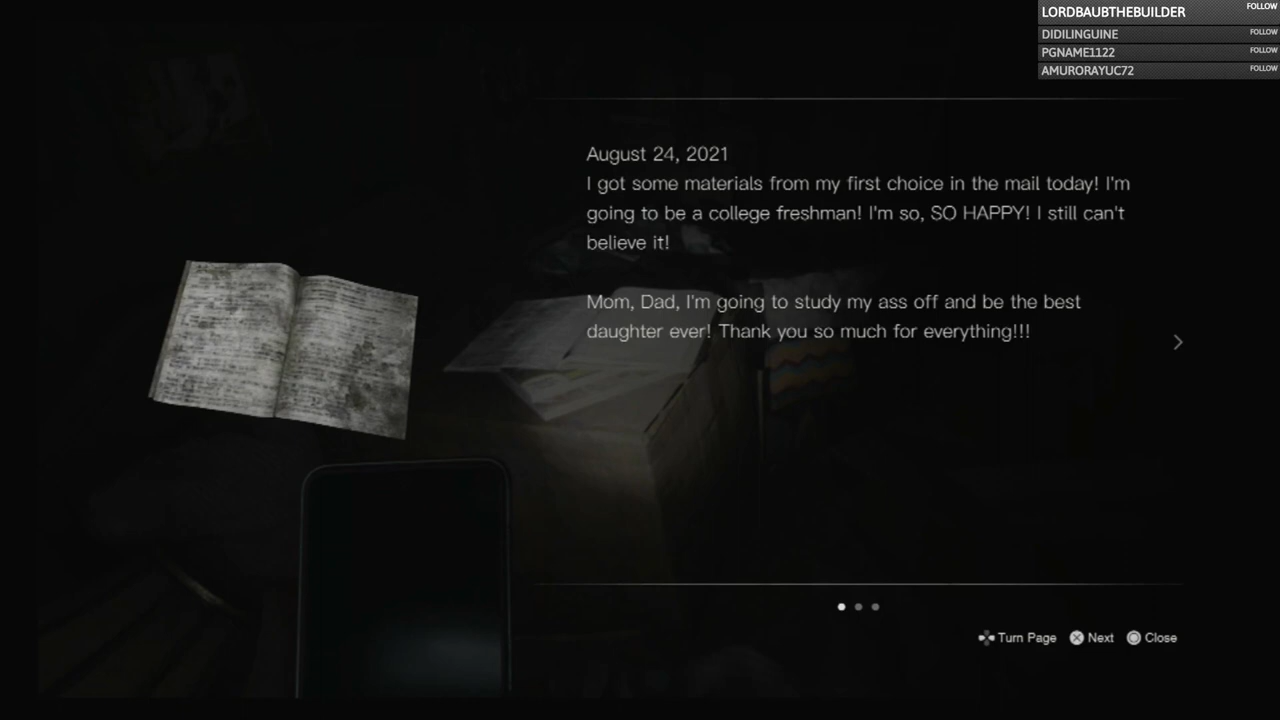 LORDBAUBTHEBUILDER FOLLOW
DIDILINGUINE FOLLOW
PGNAME1122 FOLLOW
AMURORAYUC72 FOLLOW
August 24, 2021
I got some materials from my first choice in the mail today! I'm
going to be a college freshman! I'm so, SO HAPPY! I still can't
believe it!
Mom, Dad, I'm going to study my ass off and be the best
daughter ever! Thank you so much for everything!!!
Turn Page Next Close